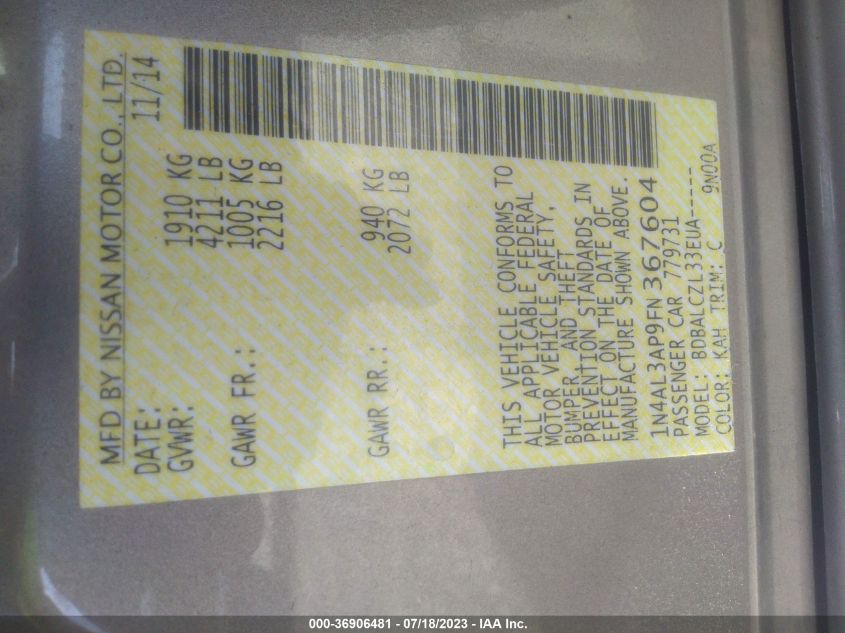 MFD BY NISSAN MOTOR CO., LTD.
DATE: 11/14
GVWR: 1910 KG
4211 LB
GAWR FR.: 1005 KG
2216 LB
GAWR RR.: 940 KG
2072 LB
THIS VEHICLE CONFORMS TO
ALL APPLICABLE FEDERAL
MOTOR VEHICLE SAFETY,
BUMPER, AND THEFT
PREVENTION STANDARDS IN
EFFECT ON THE DATE OF
MANUFACTURE SHOWN ABOVE.
1N4AL3AP9FN367604
PASSENGER CAR 779731
MODEL: BDBALCZL33EUA-----
COLOR: KAH TRIM: C 9N00A
000-36906481 - 07/18/2023 - IAA Inc.